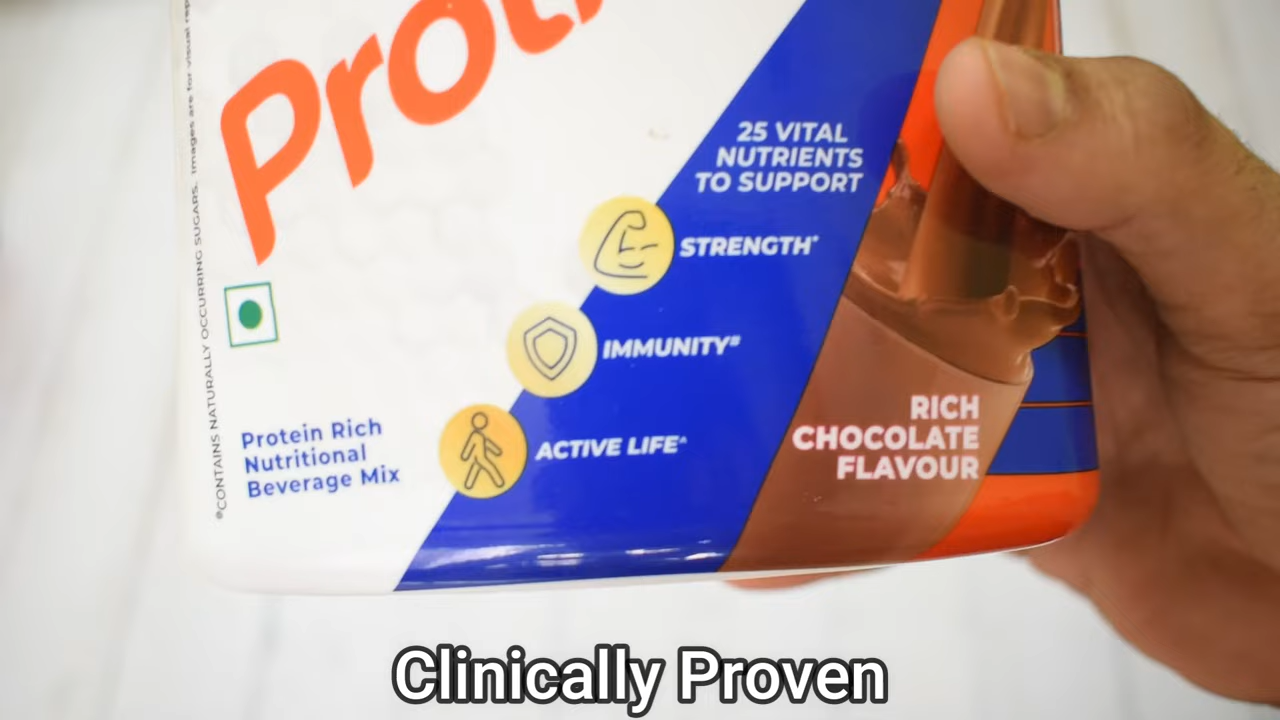 Prot
25 VITAL
NUTRIENTS
TO SUPPORT
STRENGTH*
IMMUNITY#
ACTIVE LIFE^
Protein Rich
Nutritional
Beverage Mix
RICH
CHOCOLATE
FLAVOUR
@CONTAINS NATURALLY OCCURRING SUGARS. Images are for visual rep
Clinically Proven